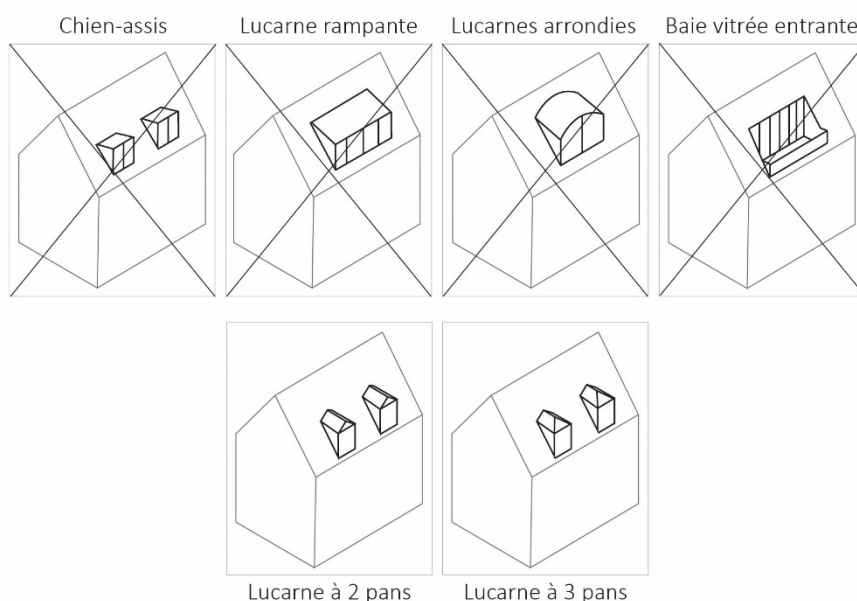 Chien-assis
Lucarne rampante
Lucarnes arrondies
Baie vitrée entrante
Lucarne à 2 pans
Lucarne à 3 pans